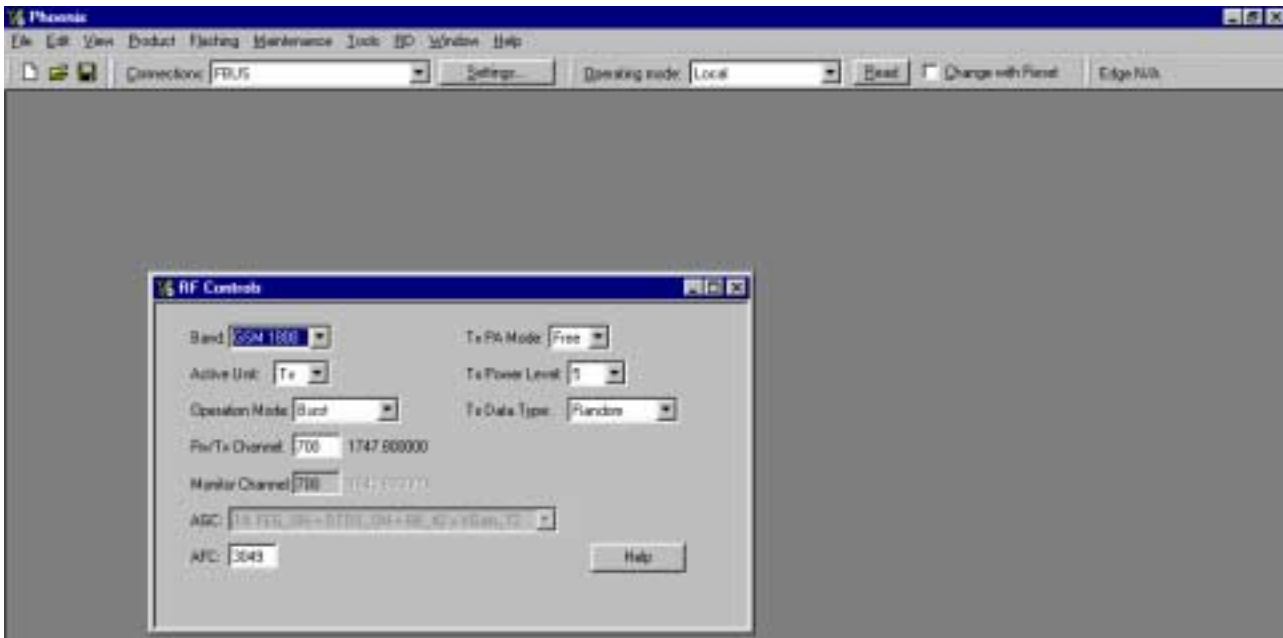 Phoenix
File Edit View Product Flashing Maintenance Tools Window Help
Connections: FBUS Settings... Operating mode: Local Read Change with Reset Edge N/A
RF Controls
Band: GSM 1800 Tx PA Mode: Free
Active Unit: Tx Tx Power Level: 5
Operation Mode: Burst Tx Data Type: Random
Rx/Tx Channel: 700 1747.800000
Monitor Channel: 700
AGC:
AFC: Help